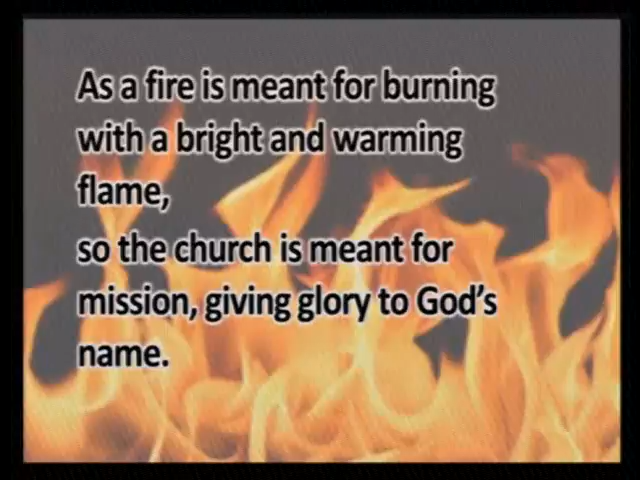 As a fire is meant for burning
with a bright and warming
flame,
so the church is meant for
mission, giving glory to God's
name.